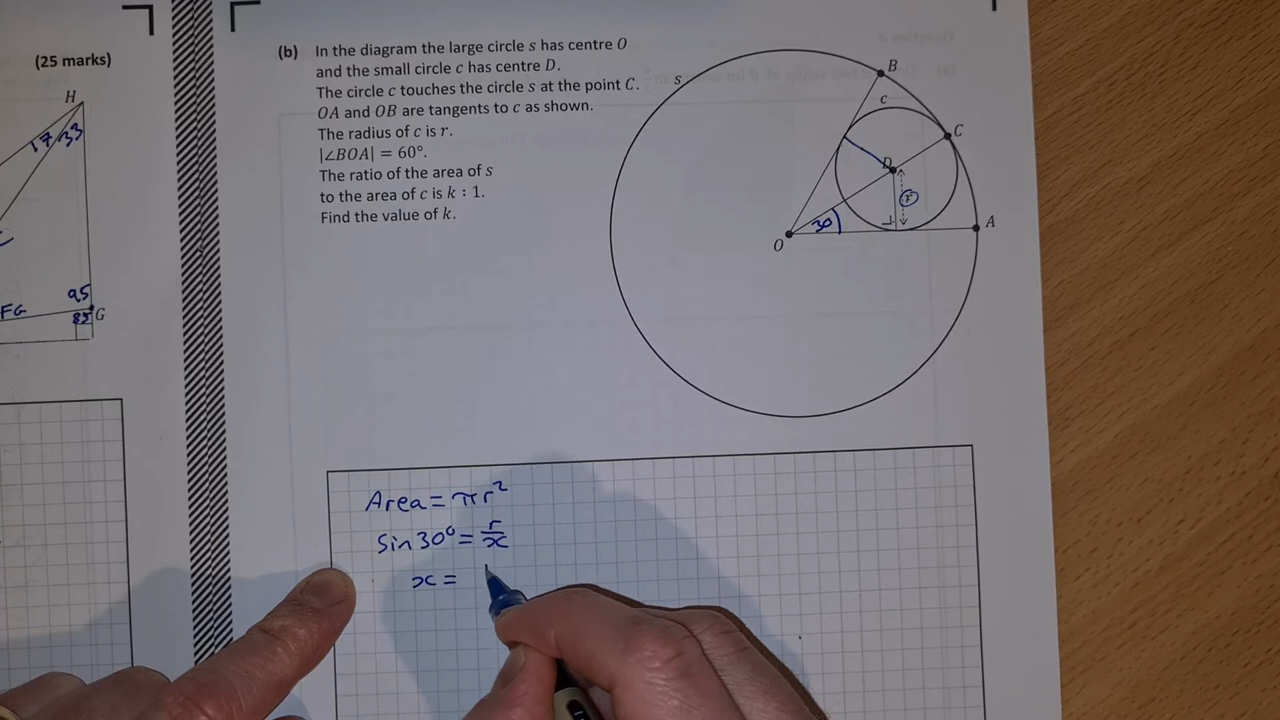 (25 marks)
H
17 33
95
FG
85 G
(b) In the diagram the large circle s has centre O
and the small circle c has centre D.
The circle c touches the circle s at the point C.
OA and OB are tangents to c as shown.
The radius of c is r.
|∠BOA| = 60°.
The ratio of the area of s
to the area of c is k : 1.
Find the value of k.
s
B
c
C
D
r
30
A
O
Area = πr²
Sin30° = r/x
x =